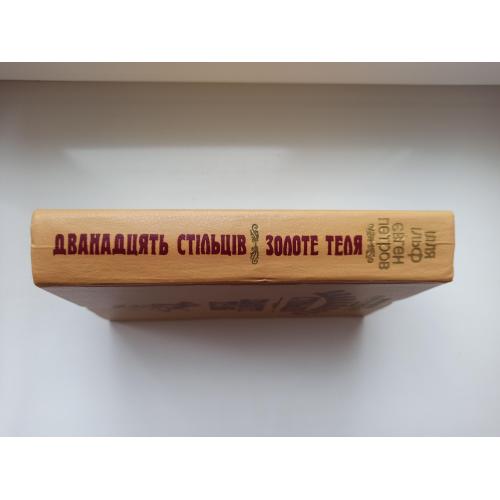 ІЛЛЯ
ІЛЬФ
ЄВГЕН
ПЕТРОВ
ДВАНАДЦЯТЬ СТІЛЬЦІВ
ЗОЛОТЕ ТЕЛЯ